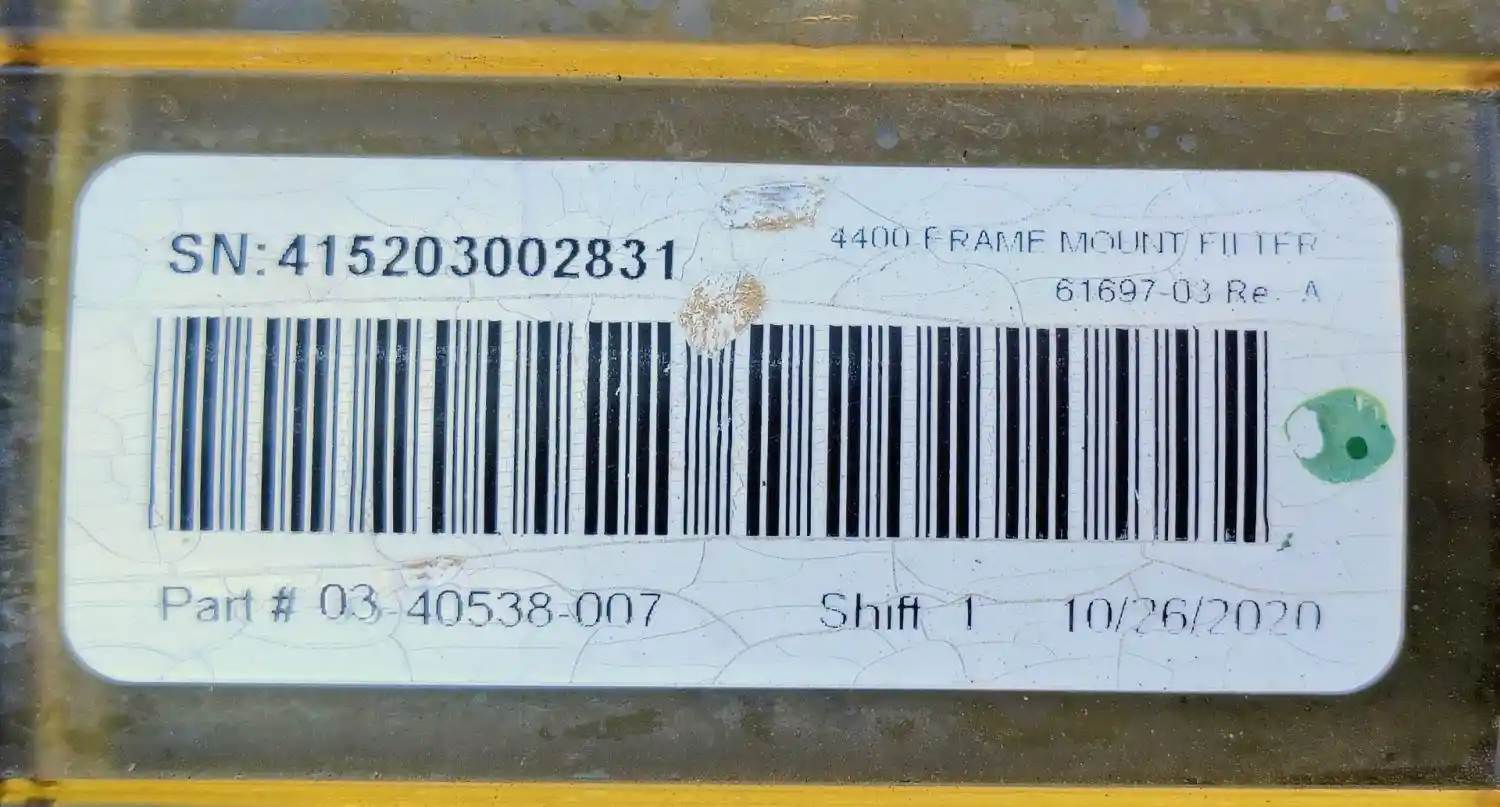 SN:415203002831
4400 FRAME MOUNT FILTER
61697-03 Re. A
Part # 03-40538-007
Shift 1 10/26/2020